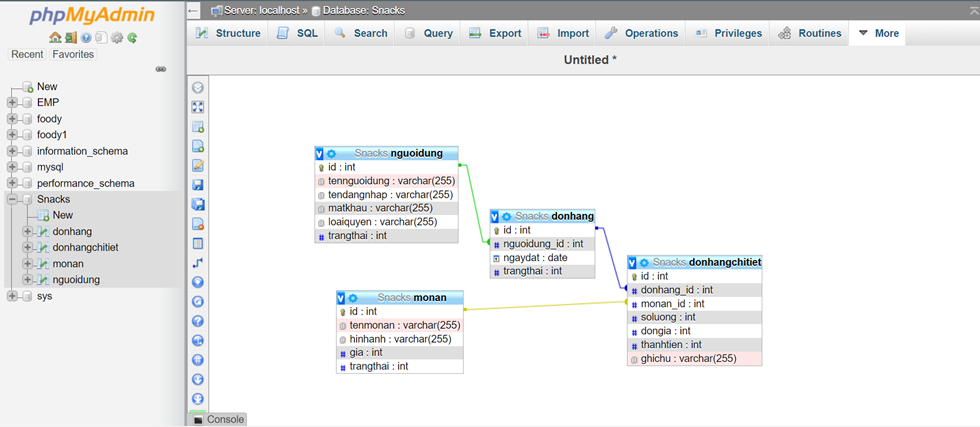 phpMyAdmin
Recent Favorites
New
EMP
foody
foody1
information_schema
mysql
performance_schema
Snacks
New
donhang
donhangchitiet
monan
nguoidung
sys
Server: localhost » Database: Snacks
Structure SQL Search Query Export Import Operations Privileges Routines More
Untitled *
Snacks nguoidung
id : int
tennguoidung : varchar(255)
tendangnhap : varchar(255)
matkhau : varchar(255)
loaiquyen : varchar(255)
trangthai : int
Snacks donhang
id : int
nguoidung_id : int
ngaydat : date
trangthai : int
Snacks donhangchitiet
id : int
donhang_id : int
monan_id : int
soluong : int
dongia : int
thanhtien : int
ghichu : varchar(255)
Snacks monan
id : int
tenmonan : varchar(255)
hinhanh : varchar(255)
gia : int
trangthai : int
Console